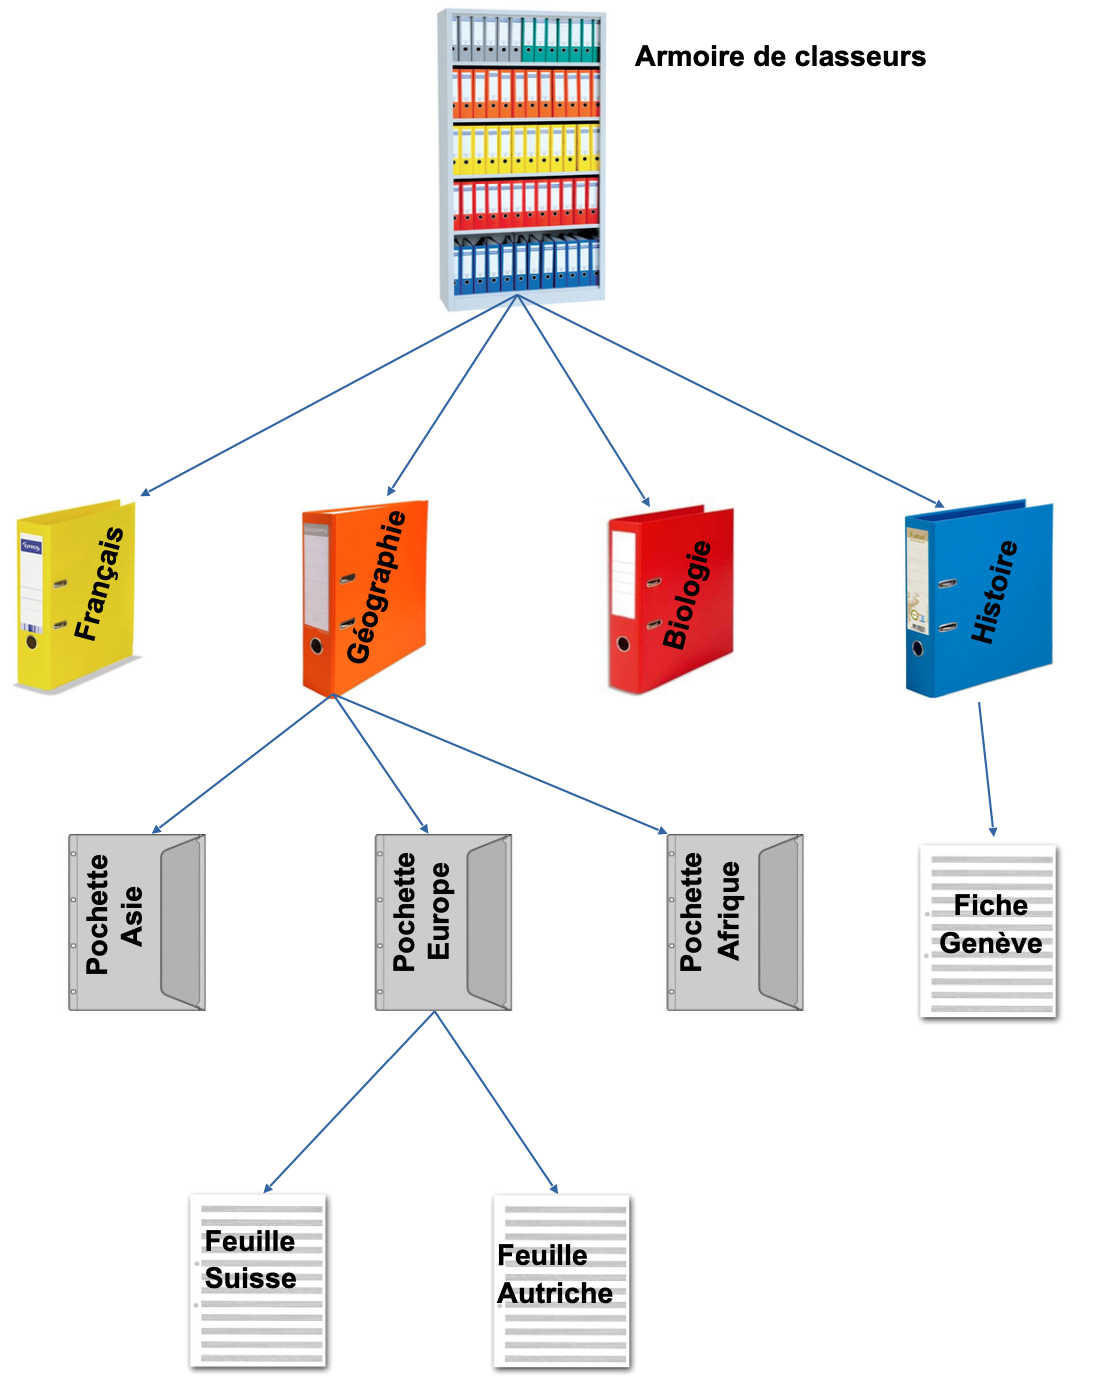 Armoire de classeurs
Français
Géographie
Biologie
Histoire
Pochette
Asie
Pochette
Europe
Pochette
Afrique
Fiche
Genève
Feuille
Suisse
Feuille
Autriche